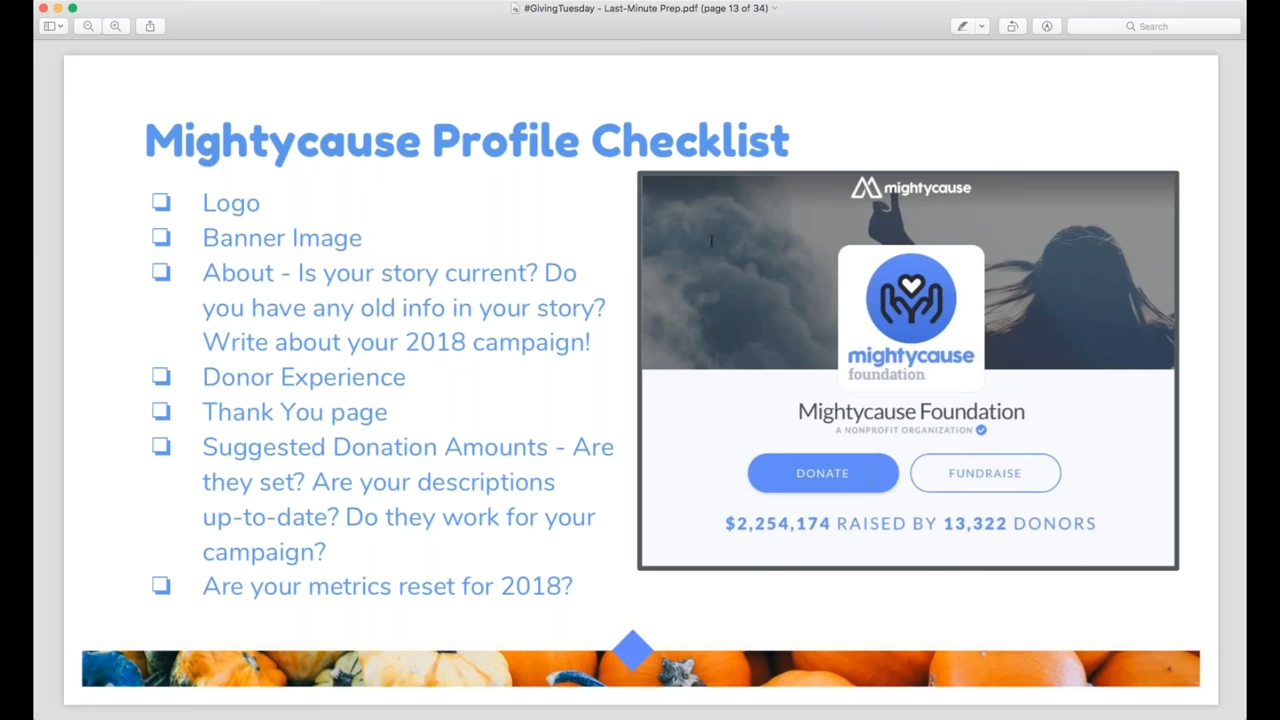 #GivingTuesday - Last-Minute Prep.pdf (page 13 of 34)
Search
Mightycause Profile Checklist
Logo
Banner Image
About - Is your story current? Do
you have any old info in your story?
Write about your 2018 campaign!
Donor Experience
Thank You page
Suggested Donation Amounts - Are
they set? Are your descriptions
up-to-date? Do they work for your
campaign?
Are your metrics reset for 2018?
mightycause
mightycause
foundation
Mightycause Foundation
A NONPROFIT ORGANIZATION
DONATE
FUNDRAISE
$2,254,174 RAISED BY 13,322 DONORS